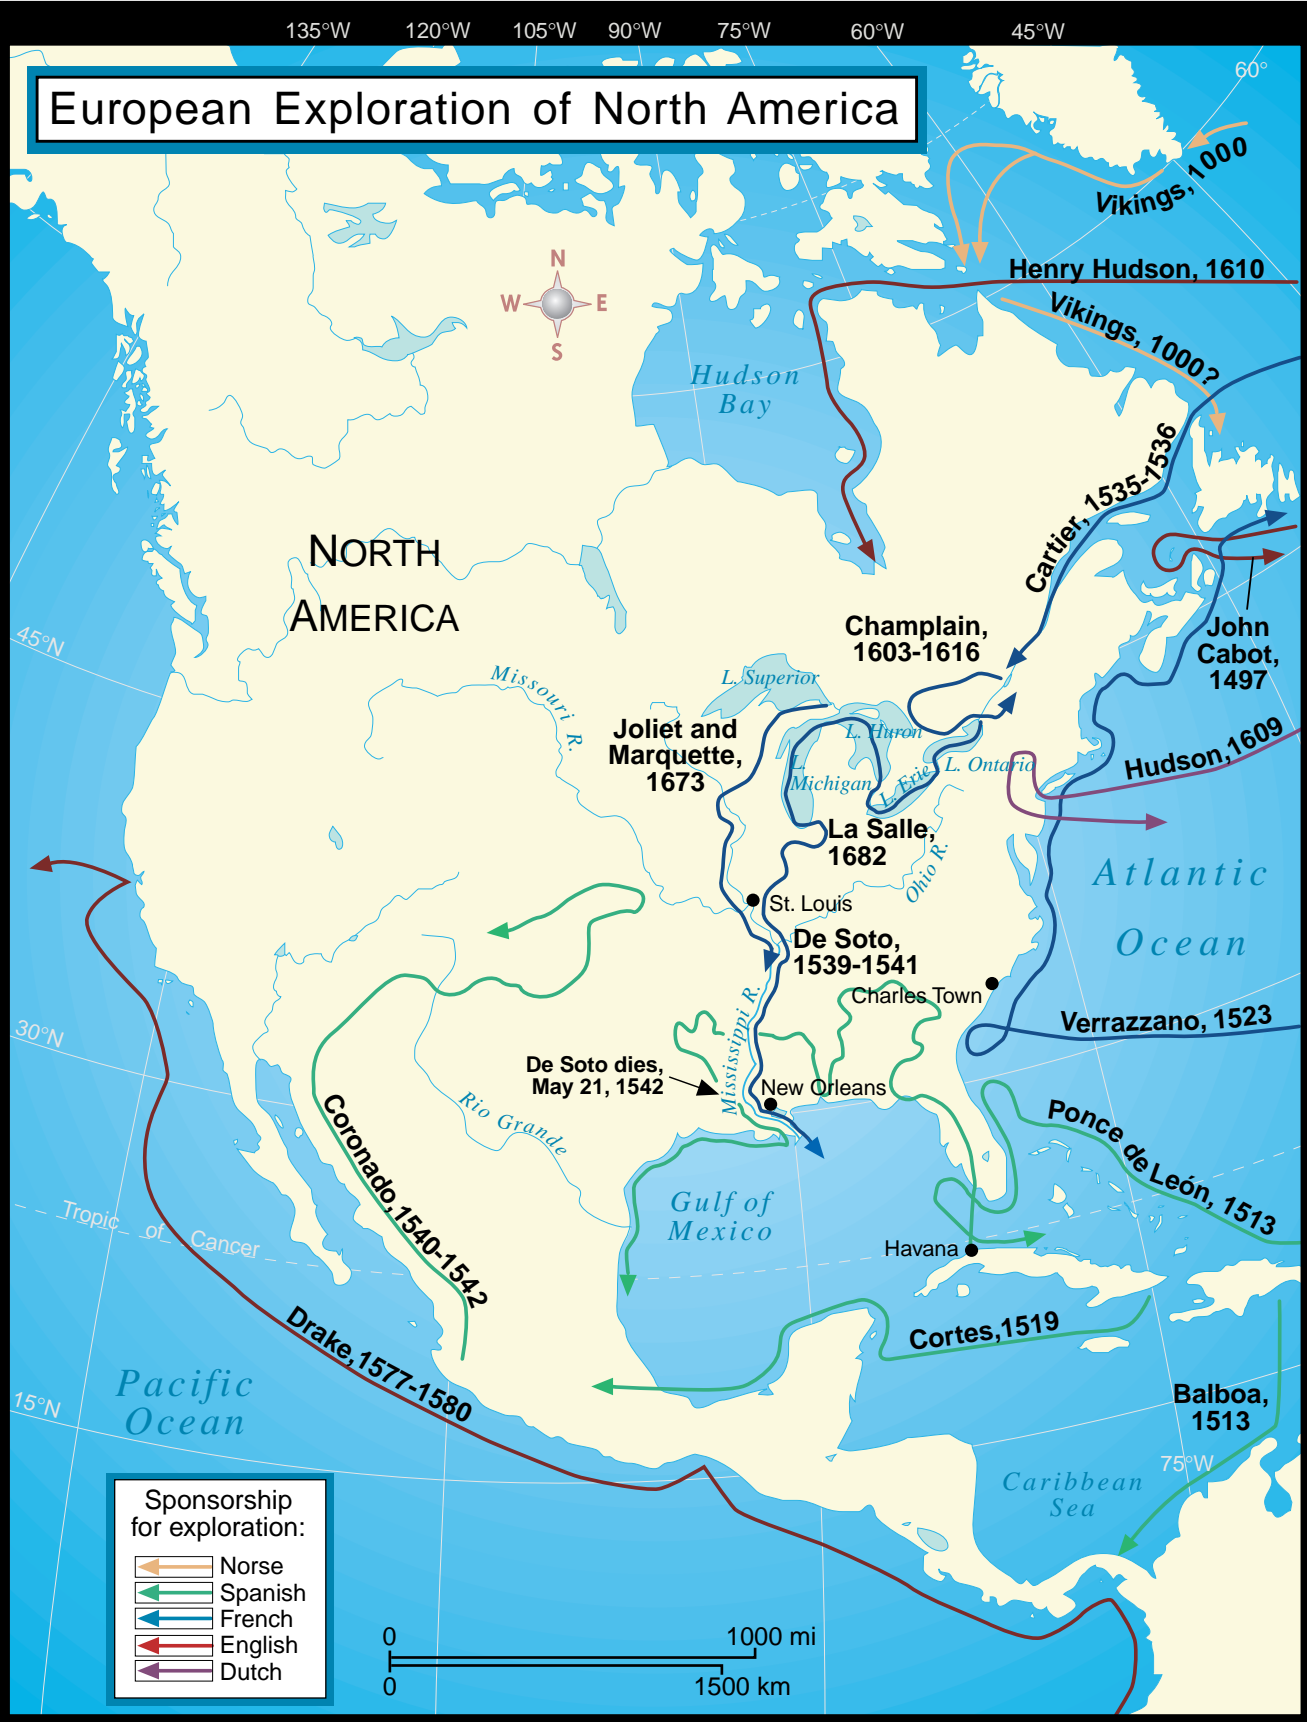 135°W 120°W 105°W 90°W 75°W 60°W 45°W
60°
European Exploration of North America
Vikings, 1000
N
W E
S
Henry Hudson, 1610
Vikings, 1000?
Hudson
Bay
Cartier, 1535-1536
NORTH
AMERICA
45°N
Champlain,
1603-1616
John
Cabot,
1497
Missouri R.
L. Superior
Joliet and
Marquette,
1673
L. Huron
L.
Michigan
L. Erie
L. Ontario
Hudson, 1609
La Salle,
1682
Ohio R.
Atlantic
Ocean
St. Louis
De Soto,
1539-1541
Charles Town
30°N
Verrazzano, 1523
Mississippi R.
De Soto dies,
May 21, 1542
New Orleans
Rio Grande
Coronado, 1540-1542
Ponce de León, 1513
Gulf of
Mexico
Tropic of Cancer
Havana
Drake, 1577-1580
Cortes, 1519
Pacific
Ocean
15°N
Balboa,
1513
75°W
Caribbean
Sea
Sponsorship
for exploration:
Norse
Spanish
French
English
Dutch
0 1000 mi
0 1500 km